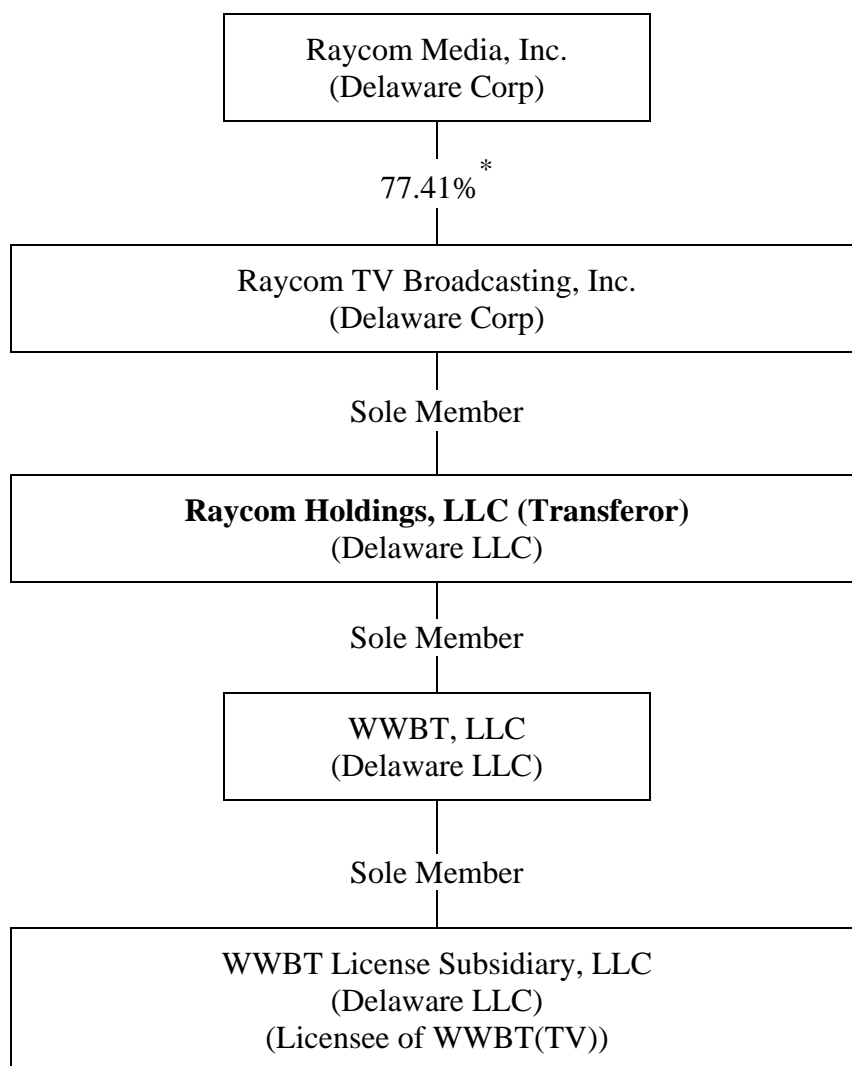 Raycom Media, Inc.
(Delaware Corp)
77.41%*
Raycom TV Broadcasting, Inc.
(Delaware Corp)
Sole Member
Raycom Holdings, LLC (Transferor)
(Delaware LLC)
Sole Member
WWBT, LLC
(Delaware LLC)
Sole Member
WWBT License Subsidiary, LLC
(Delaware LLC)
(Licensee of WWBT(TV))